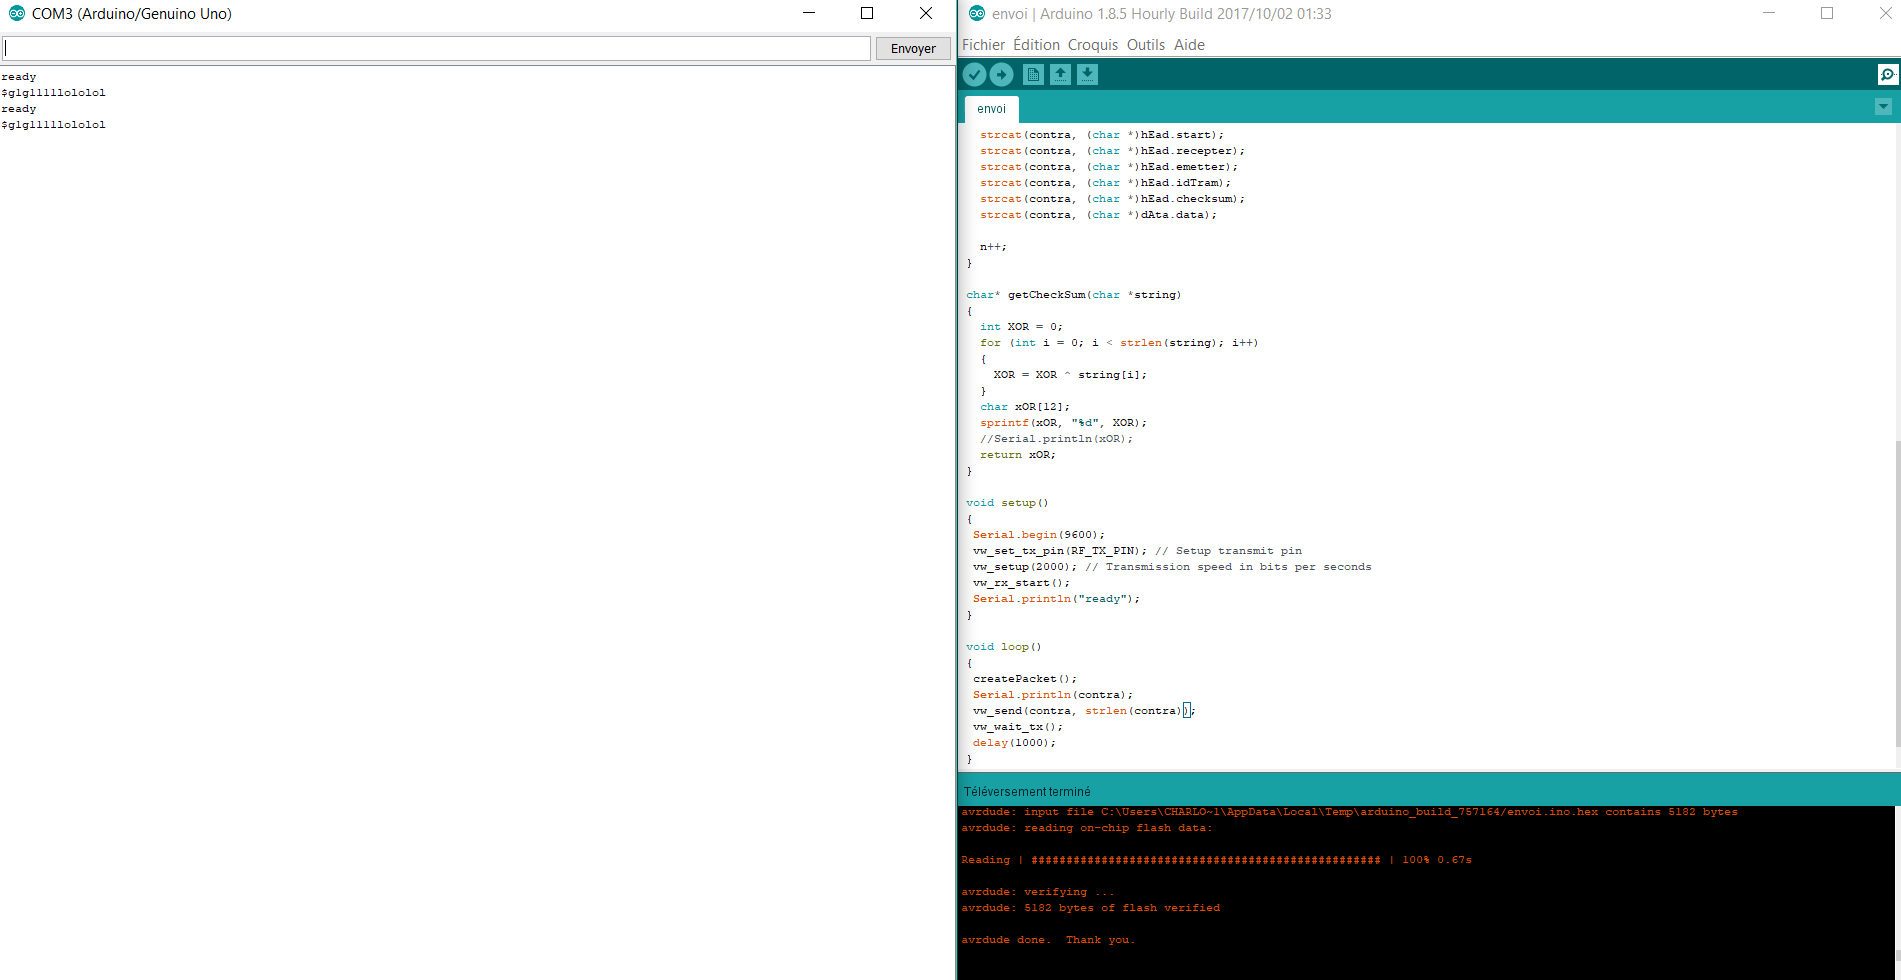 COM3 (Arduino/Genuino Uno)
Envoyer
ready
$g1g11111ololol
ready
$g1g11111ololol
envoi | Arduino 1.8.5 Hourly Build 2017/10/02 01:33
Fichier Édition Croquis Outils Aide
envoi
strcat(contra, (char *)hEad.start);
strcat(contra, (char *)hEad.recepter);
strcat(contra, (char *)hEad.emetter);
strcat(contra, (char *)hEad.idTram);
strcat(contra, (char *)hEad.checksum);
strcat(contra, (char *)dAta.data);
n++;
}
char* getCheckSum(char *string)
{
int XOR = 0;
for (int i = 0; i < strlen(string); i++)
{
XOR = XOR ^ string[i];
}
char xOR[12];
sprintf(xOR, "%d", XOR);
//Serial.println(xOR);
return xOR;
}
void setup()
{
Serial.begin(9600);
vw_set_tx_pin(RF_TX_PIN); // Setup transmit pin
vw_setup(2000); // Transmission speed in bits per seconds
vw_rx_start();
Serial.println("ready");
}
void loop()
{
createPacket();
Serial.println(contra);
vw_send(contra, strlen(contra));
vw_wait_tx();
delay(1000);
}
Téléversement terminé
avrdude: input file C:\Users\CHARLO~1\AppData\Local\Temp\arduino_build_757164/envoi.ino.hex contains 5182 bytes
avrdude: reading on-chip flash data:
Reading | ################################################## | 100% 0.67s
avrdude: verifying ...
avrdude: 5182 bytes of flash verified
avrdude done.  Thank you.